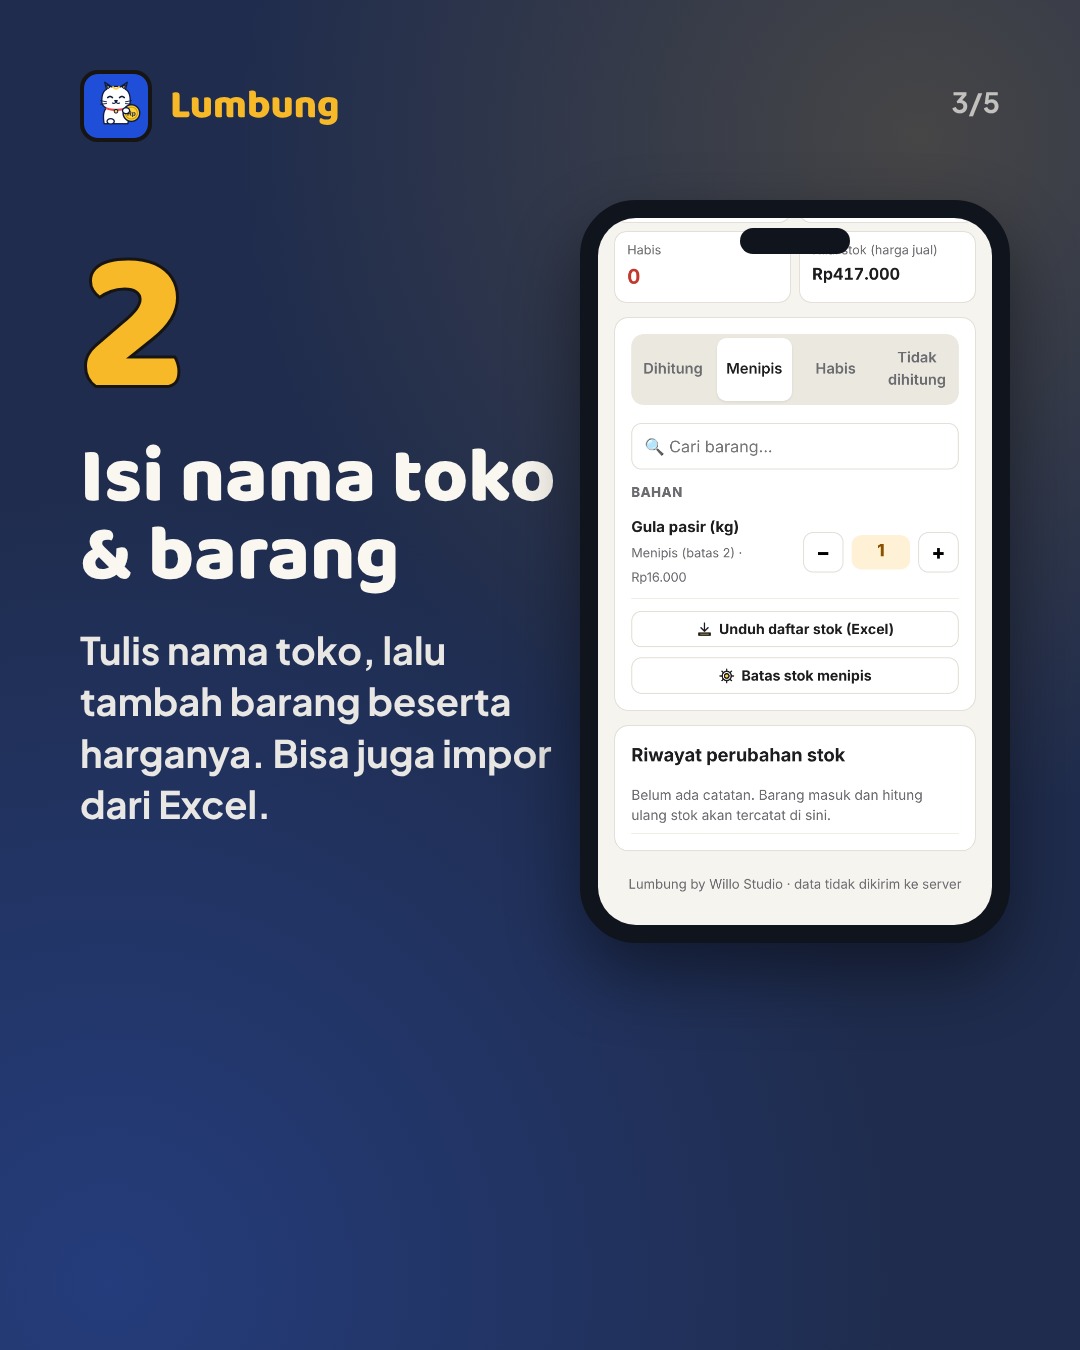 Lumbung
3/5
2
Isi nama toko
& barang
Tulis nama toko, lalu
tambah barang beserta
harganya. Bisa juga impor
dari Excel.
Habis
0
stok (harga jual)
Rp417.000
Dihitung
Menipis
Habis
Tidak
dihitung
Cari barang...
BAHAN
Gula pasir (kg)
Menipis (batas 2) ·
Rp16.000
−
1
+
Unduh daftar stok (Excel)
Batas stok menipis
Riwayat perubahan stok
Belum ada catatan. Barang masuk dan hitung
ulang stok akan tercatat di sini.
Lumbung by Willo Studio · data tidak dikirim ke server